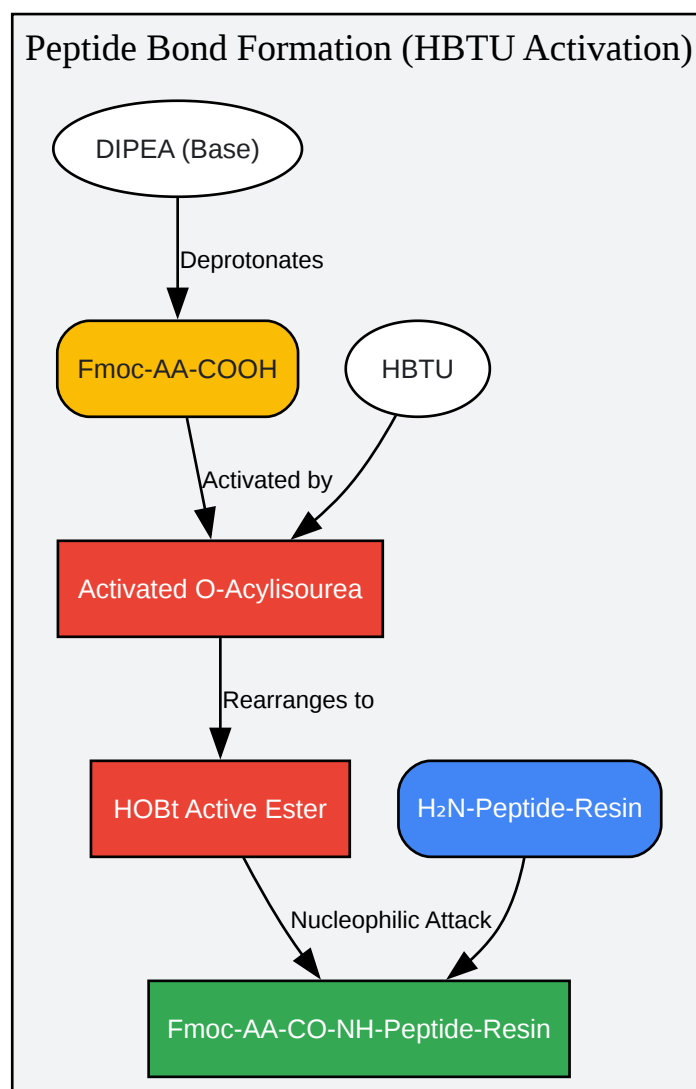 Peptide Bond Formation (HBTU Activation)
DIPEA (Base)
Deprotonates
Fmoc-AA-COOH
HBTU
Activated by
Activated O-Acylisourea
Rearranges to
HOBt Active Ester
H₂N-Peptide-Resin
Nucleophilic Attack
Fmoc-AA-CO-NH-Peptide-Resin